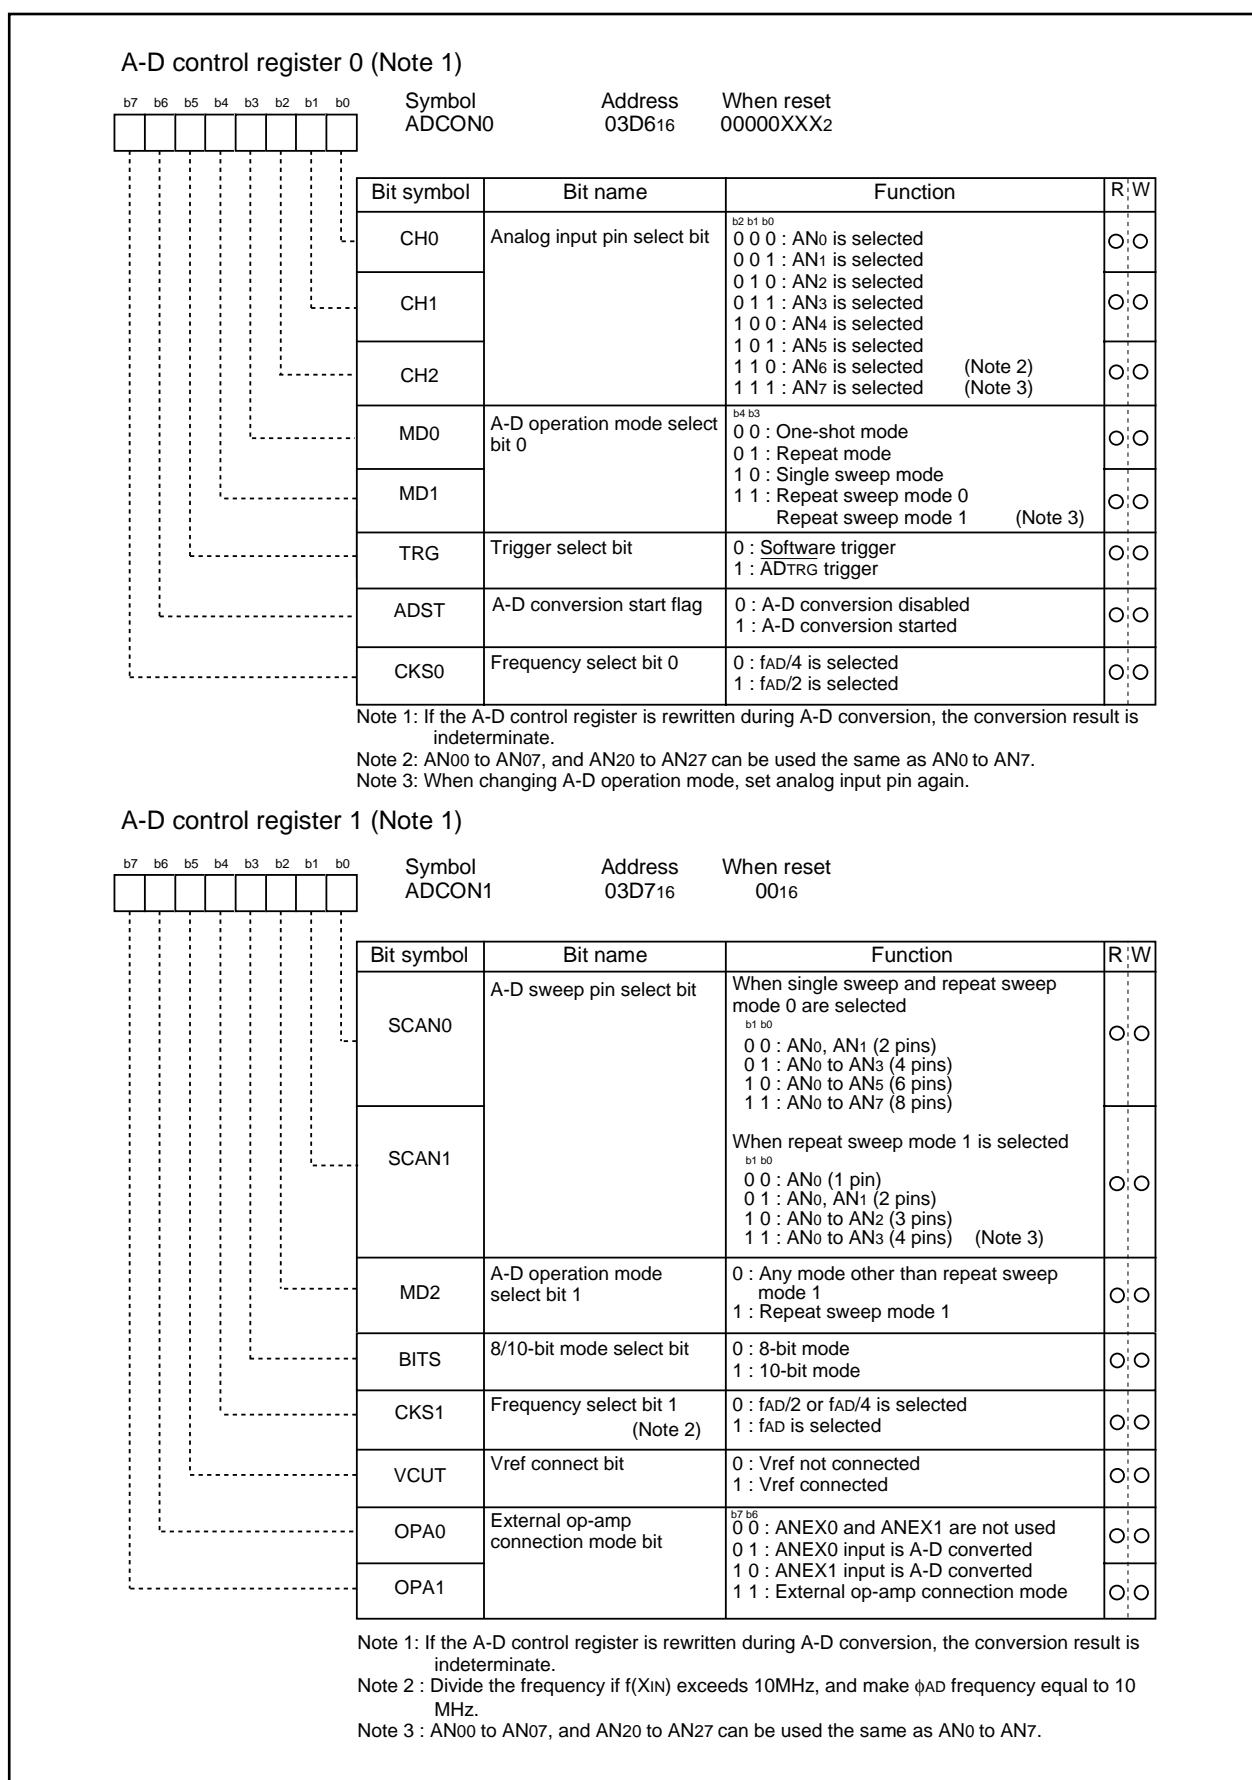 A-D control register 0 (Note 1)
b7 b6 b5 b4 b3 b2 b1 b0
Symbol Address When reset
ADCON0 03D616 00000XXX2
Bit symbol Bit name Function R W
CH0 Analog input pin select bit
b2 b1 b0
0 0 0 : AN0 is selected
0 0 1 : AN1 is selected
0 1 0 : AN2 is selected
CH1
0 1 1 : AN3 is selected
1 0 0 : AN4 is selected
1 0 1 : AN5 is selected
CH2
1 1 0 : AN6 is selected (Note 2)
1 1 1 : AN7 is selected (Note 3)
MD0 A-D operation mode select
bit 0
b4 b3
0 0 : One-shot mode
0 1 : Repeat mode
MD1
1 0 : Single sweep mode
1 1 : Repeat sweep mode 0
Repeat sweep mode 1 (Note 3)
TRG Trigger select bit 0 : Software trigger
1 : ADTRG trigger
ADST A-D conversion start flag 0 : A-D conversion disabled
1 : A-D conversion started
CKS0 Frequency select bit 0 0 : fAD/4 is selected
1 : fAD/2 is selected
Note 1: If the A-D control register is rewritten during A-D conversion, the conversion result is
indeterminate.
Note 2: AN00 to AN07, and AN20 to AN27 can be used the same as AN0 to AN7.
Note 3: When changing A-D operation mode, set analog input pin again.
A-D control register 1 (Note 1)
b7 b6 b5 b4 b3 b2 b1 b0
Symbol Address When reset
ADCON1 03D716 0016
Bit symbol Bit name Function R W
SCAN0 A-D sweep pin select bit
When single sweep and repeat sweep
mode 0 are selected
b1 b0
0 0 : AN0, AN1 (2 pins)
0 1 : AN0 to AN3 (4 pins)
1 0 : AN0 to AN5 (6 pins)
1 1 : AN0 to AN7 (8 pins)
SCAN1
When repeat sweep mode 1 is selected
b1 b0
0 0 : AN0 (1 pin)
0 1 : AN0, AN1 (2 pins)
1 0 : AN0 to AN2 (3 pins)
1 1 : AN0 to AN3 (4 pins) (Note 3)
MD2 A-D operation mode
select bit 1
0 : Any mode other than repeat sweep
mode 1
1 : Repeat sweep mode 1
BITS 8/10-bit mode select bit 0 : 8-bit mode
1 : 10-bit mode
CKS1 Frequency select bit 1
(Note 2)
0 : fAD/2 or fAD/4 is selected
1 : fAD is selected
VCUT Vref connect bit 0 : Vref not connected
1 : Vref connected
OPA0 External op-amp
connection mode bit
b7 b6
0 0 : ANEX0 and ANEX1 are not used
0 1 : ANEX0 input is A-D converted
OPA1
1 0 : ANEX1 input is A-D converted
1 1 : External op-amp connection mode
Note 1: If the A-D control register is rewritten during A-D conversion, the conversion result is
indeterminate.
Note 2 : Divide the frequency if f(XIN) exceeds 10MHz, and make ϕAD frequency equal to 10
MHz.
Note 3 : AN00 to AN07, and AN20 to AN27 can be used the same as AN0 to AN7.